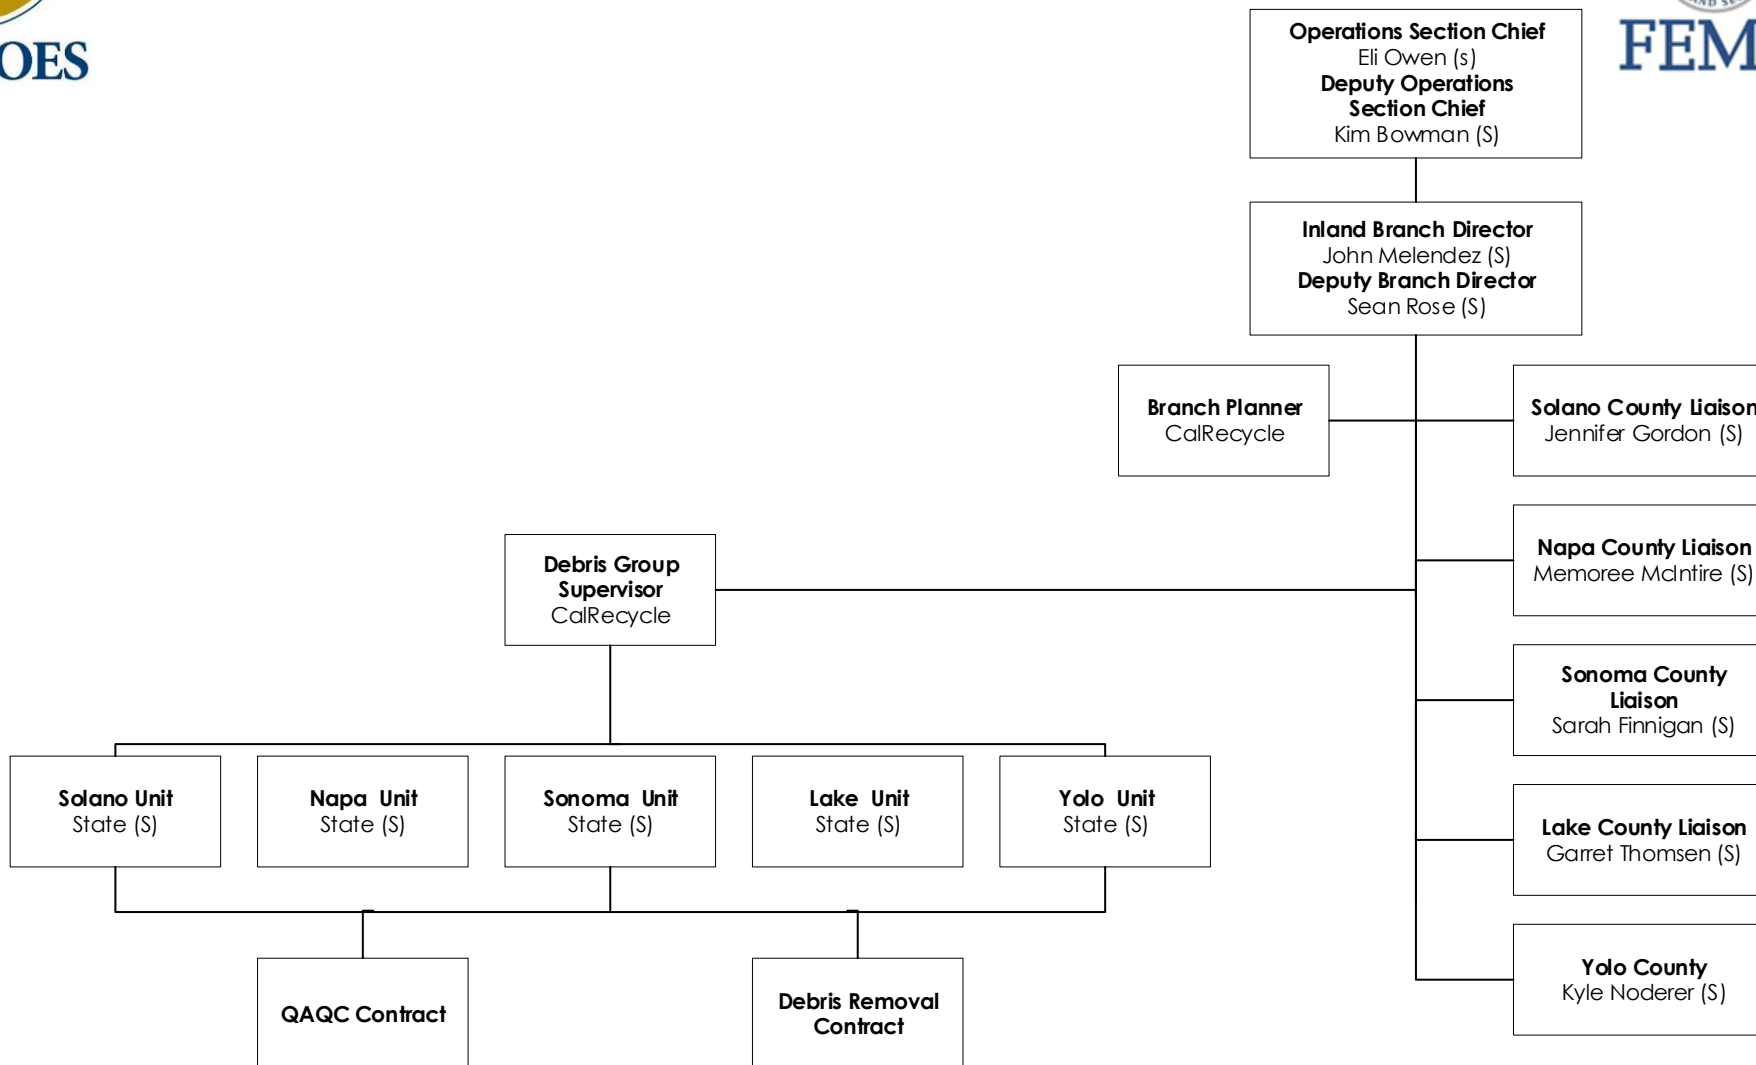 OES
FEM
Operations Section Chief
Eli Owen (s)
Deputy Operations
Section Chief
Kim Bowman (S)
Inland Branch Director
John Melendez (S)
Deputy Branch Director
Sean Rose (S)
Branch Planner
CalRecycle
Solano County Liaison
Jennifer Gordon (S)
Napa County Liaison
Memoree McIntire (S)
Debris Group
Supervisor
CalRecycle
Sonoma County
Liaison
Sarah Finnigan (S)
Solano Unit
State (S)
Napa Unit
State (S)
Sonoma Unit
State (S)
Lake Unit
State (S)
Yolo Unit
State (S)
Lake County Liaison
Garret Thomsen (S)
Yolo County
Kyle Noderer (S)
QAQC Contract
Debris Removal
Contract